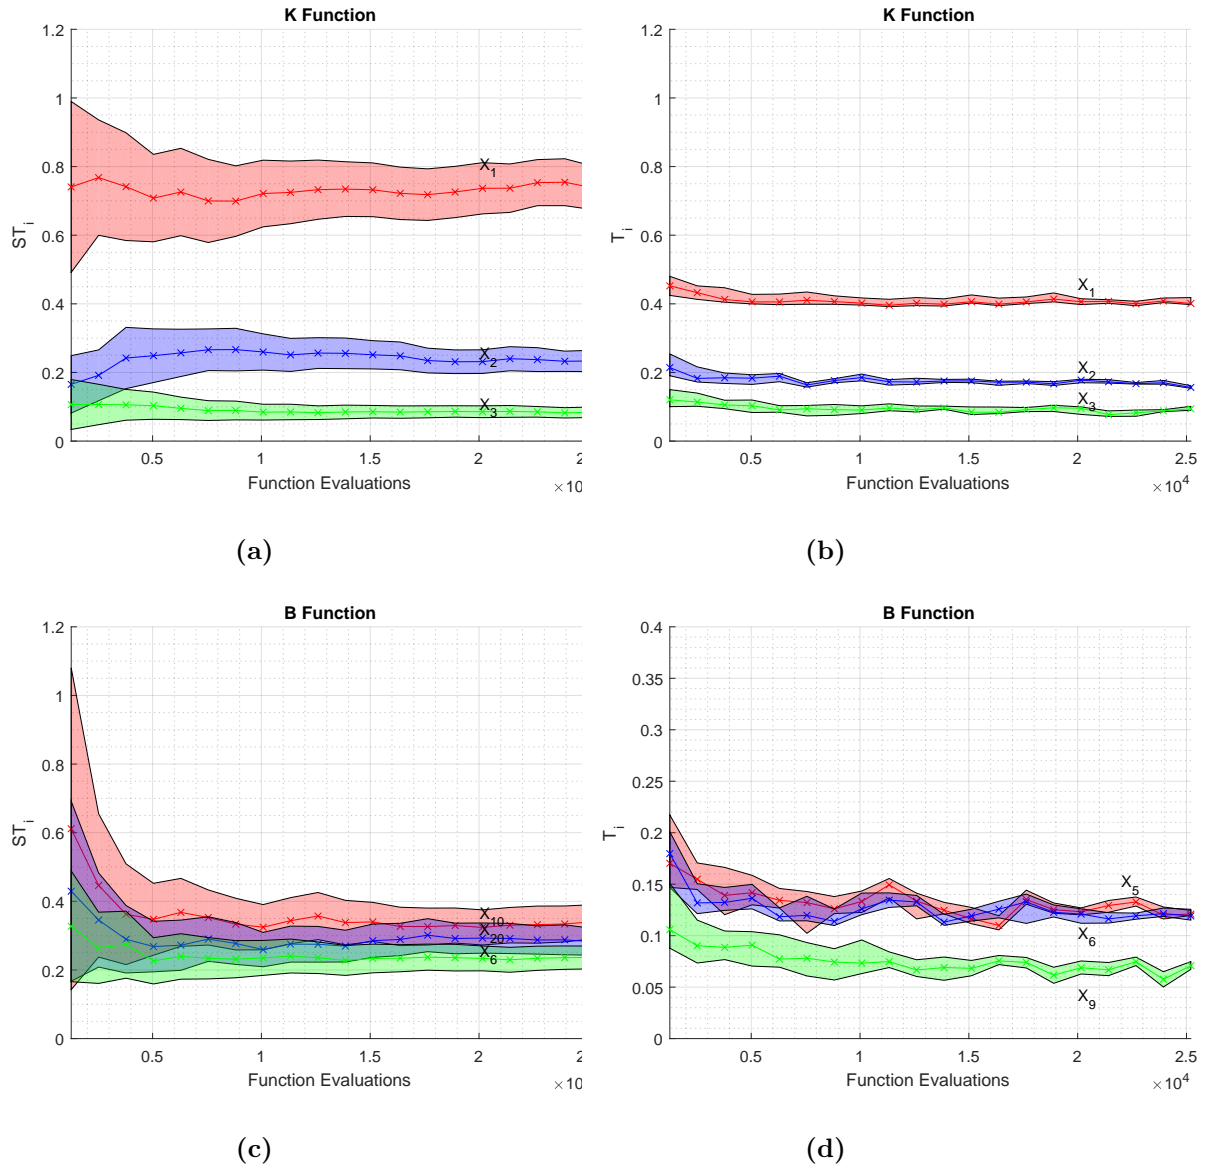 K Function
1.2
1
0.8
0.6
0.4
0.2
0
ST_i
X_1
X_2
X_3
0.5
1
1.5
2
2
Function Evaluations
×10
(a)
K Function
1.2
1
0.8
0.6
0.4
0.2
0
T_i
X_1
X_2
X_3
0.5
1
1.5
2
2.5
Function Evaluations
×10^4
(b)
B Function
1.2
1
0.8
0.6
0.4
0.2
0
ST_i
X_10
X_20
X_6
0.5
1
1.5
2
2
Function Evaluations
×10
(c)
B Function
0.4
0.35
0.3
0.25
0.2
0.15
0.1
0.05
0
T_i
X_5
X_6
X_9
0.5
1
1.5
2
2.5
Function Evaluations
×10^4
(d)